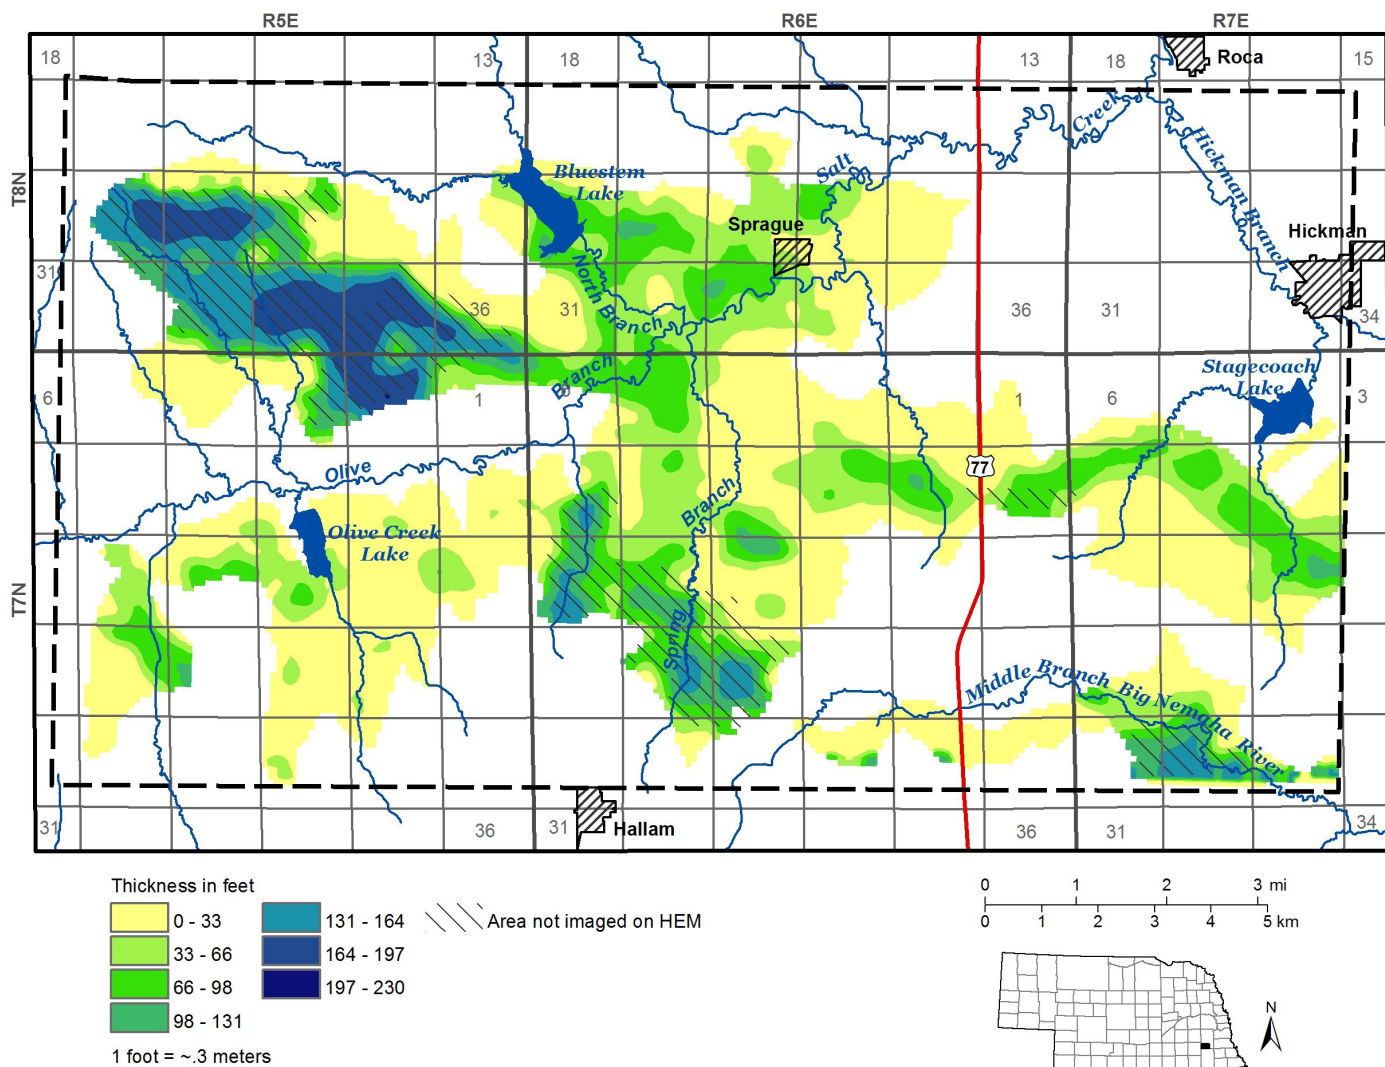 R5E
R6E
R7E
18
13
18
13
18
Roca
15
Creek
Hickman Branch
T8N
Bluestem
Lake
Salt
Sprague
Hickman
31
North Branch
36
31
36
31
34
Branch
Stagecoach
Lake
6
1
6
1
6
3
Olive
77
Branch
Olive Creek
Lake
T7N
Spring
Middle Branch Big Nemaha River
31
36
31
Hallam
36
31
34
Thickness in feet
0 - 33
131 - 164
Area not imaged on HEM
33 - 66
164 - 197
66 - 98
197 - 230
98 - 131
1 foot = ~.3 meters
0 1 2 3 mi
0 1 2 3 4 5 km
N